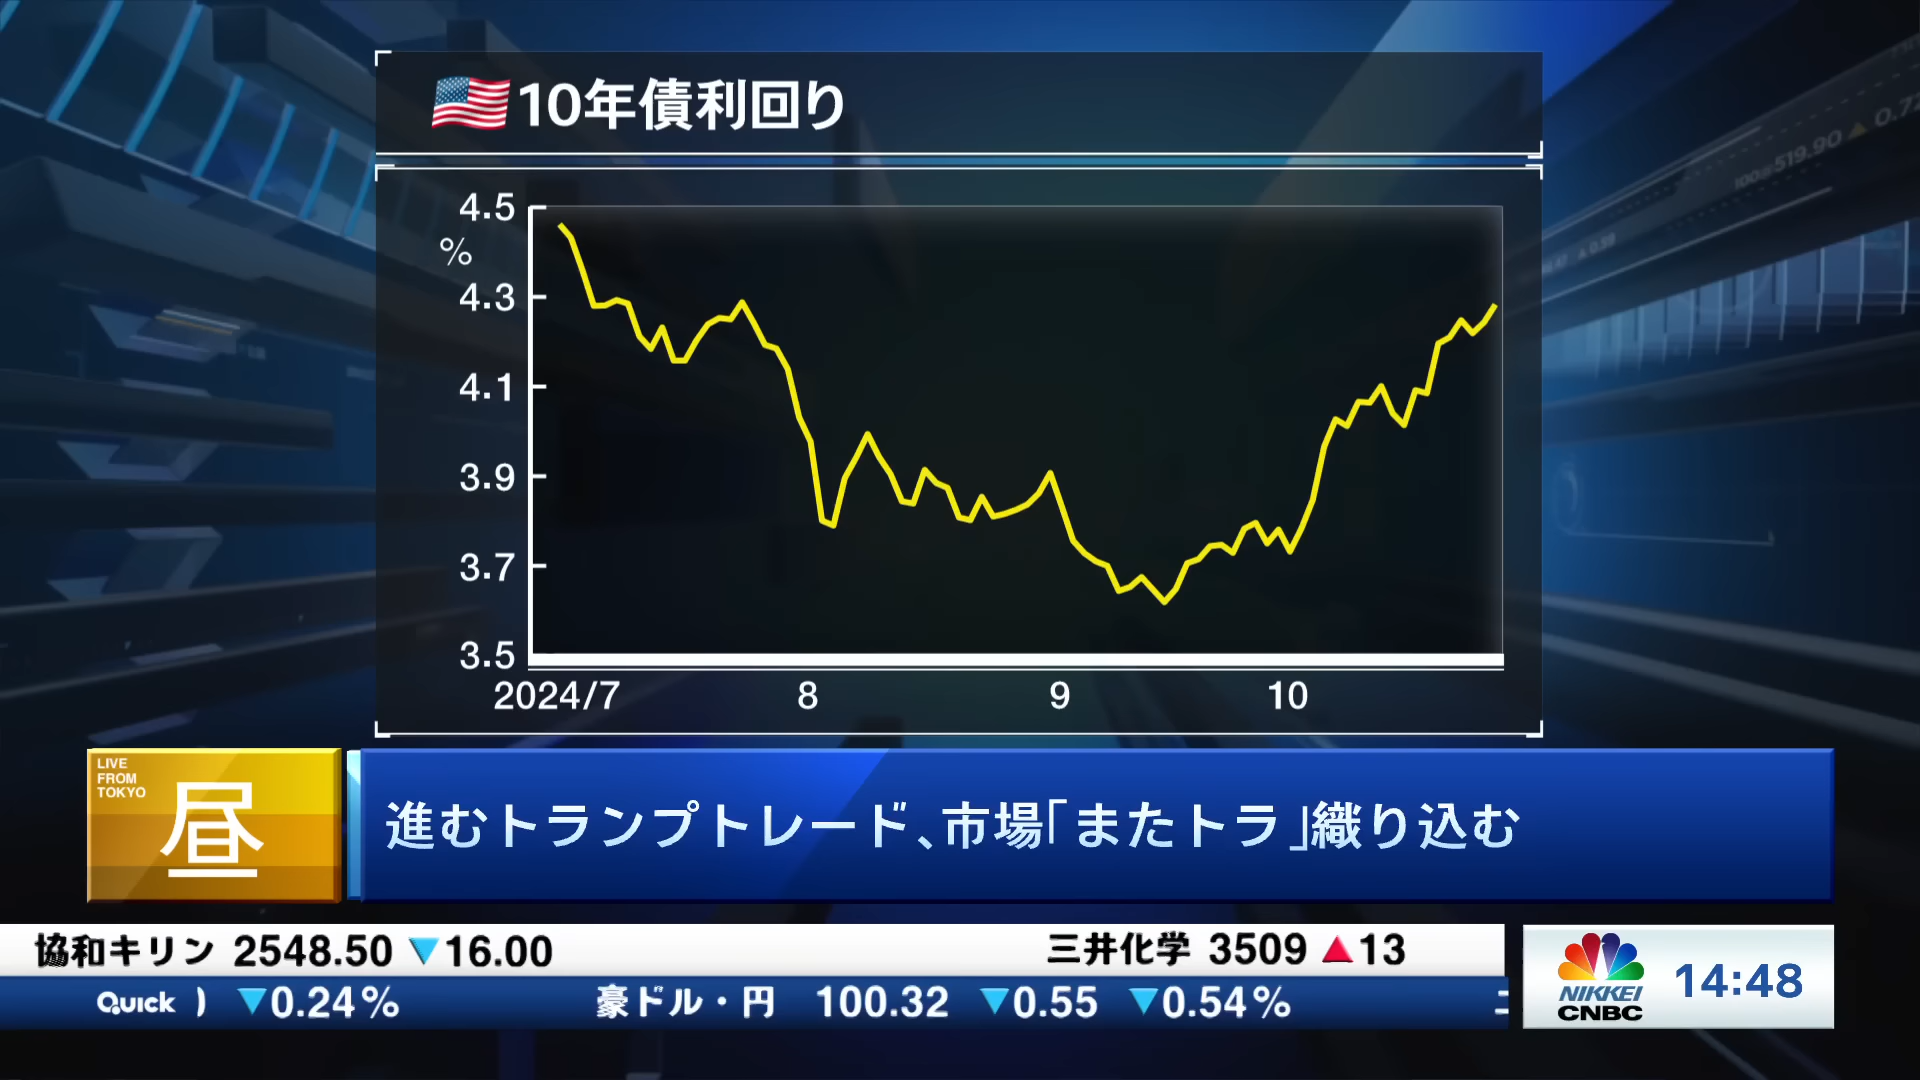 10年債利回り
4.5
%
4.3
4.1
3.9
3.7
3.5
2024/7 8 9 10
LIVE
FROM
TOKYO
昼
進むトランプトレード、市場「またトラ」織り込む
協和キリン 2548.50 ▼16.00 三井化学 3509 ▲13
QUICK ) ▼0.24% 豪ドル・円 100.32 ▼0.55 ▼0.54%
NIKKEI
CNBC
14:48
519.90 ▲ 0.72